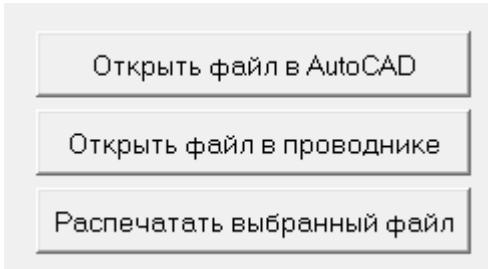 Открыть файл в AutoCAD
Открыть файл в проводнике
Распечатать выбранный файл